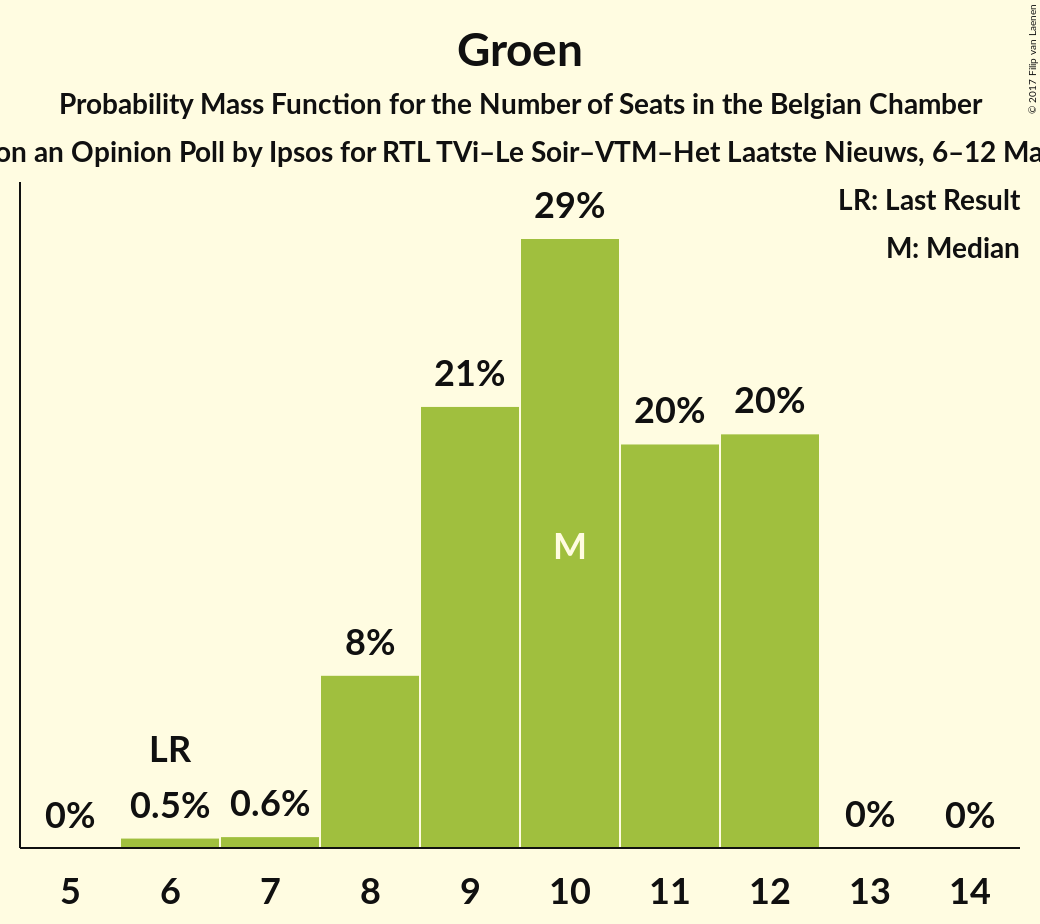 Groen
Probability Mass Function for the Number of Seats in the Belgian Chamber
on an Opinion Poll by Ipsos for RTL TVi–Le Soir–VTM–Het Laatste Nieuws, 6–12 Ma
© 2017 Filip van Laenen
LR: Last Result
M: Median
29%
21%
20%
20%
M
8%
LR
0%
0.5%
0.6%
0%
0%
5 6 7 8 9 10 11 12 13 14